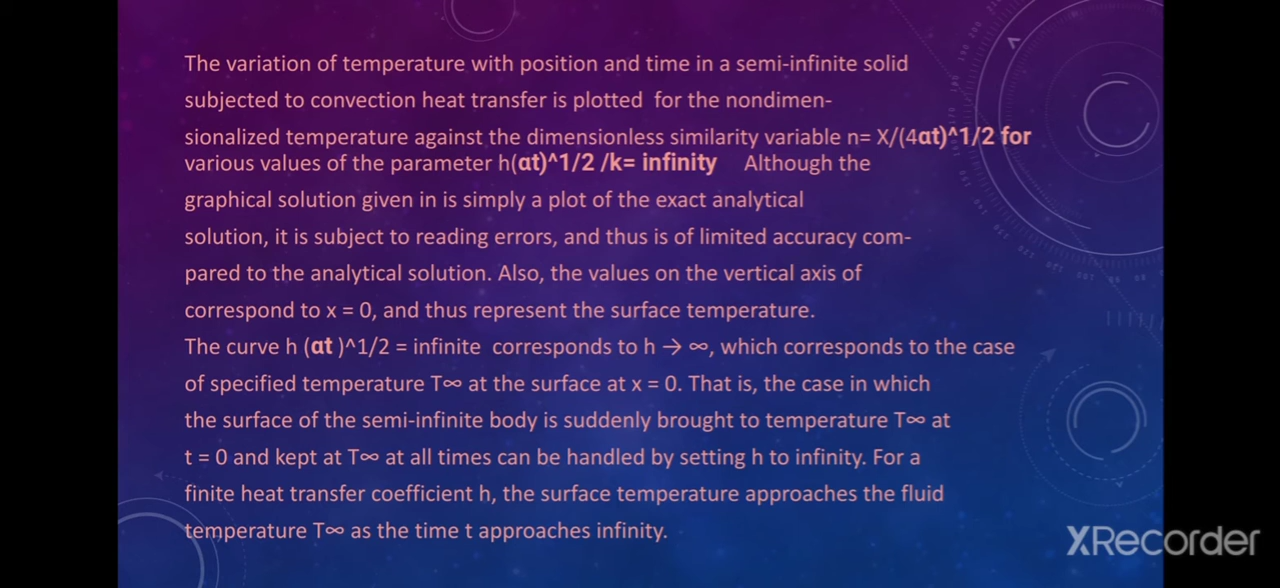 The variation of temperature with position and time in a semi-infinite solid
subjected to convection heat transfer is plotted for the nondimen-
sionalized temperature against the dimensionless similarity variable n= X/(4αt)^1/2 for
various values of the parameter h(αt)^1/2 /k= infinity Although the
graphical solution given in is simply a plot of the exact analytical
solution, it is subject to reading errors, and thus is of limited accuracy com-
pared to the analytical solution. Also, the values on the vertical axis of
correspond to x = 0, and thus represent the surface temperature.
The curve h (αt )^1/2 = infinite corresponds to h → ∞, which corresponds to the case
of specified temperature T∞ at the surface at x = 0. That is, the case in which
the surface of the semi-infinite body is suddenly brought to temperature T∞ at
t = 0 and kept at T∞ at all times can be handled by setting h to infinity. For a
finite heat transfer coefficient h, the surface temperature approaches the fluid
temperature T∞ as the time t approaches infinity.
XRecorder